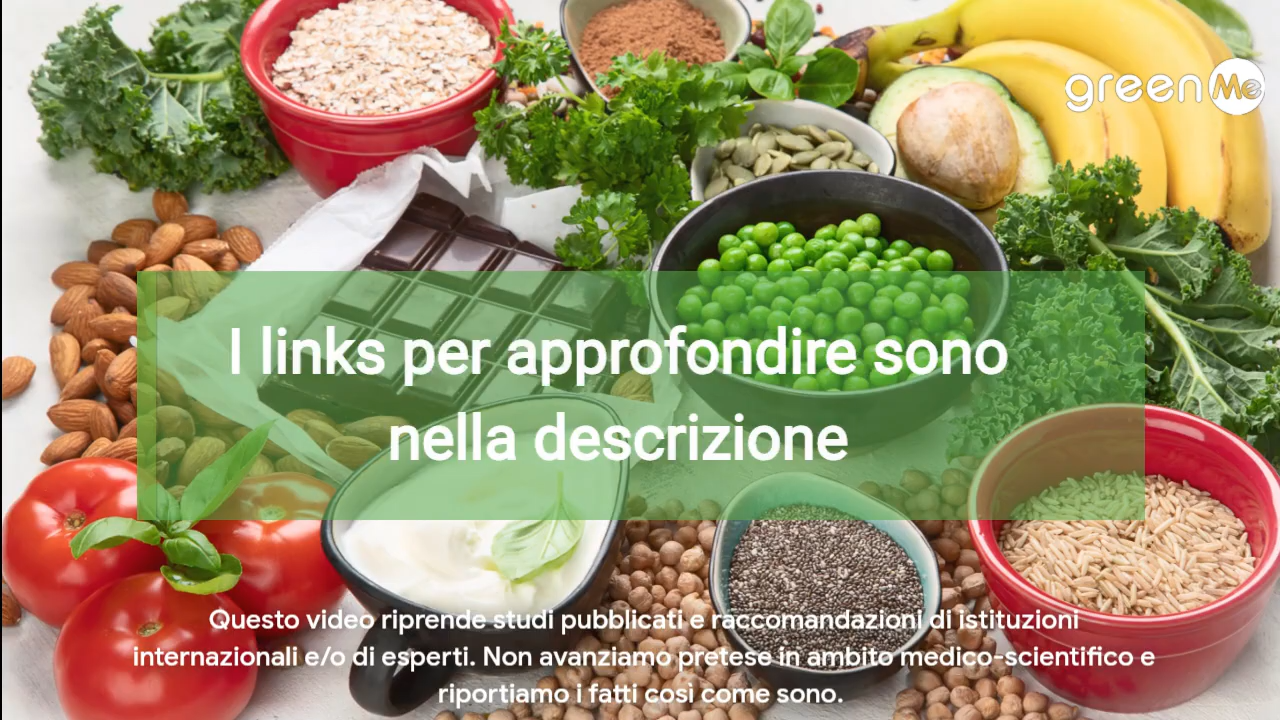 greenMe
I links per approfondire sono
nella descrizione
Questo video riprende studi pubblicati e raccomandazioni di istituzioni
internazionali e/o di esperti. Non avanziamo pretese in ambito medico-scientifico e
riportiamo i fatti così come sono.